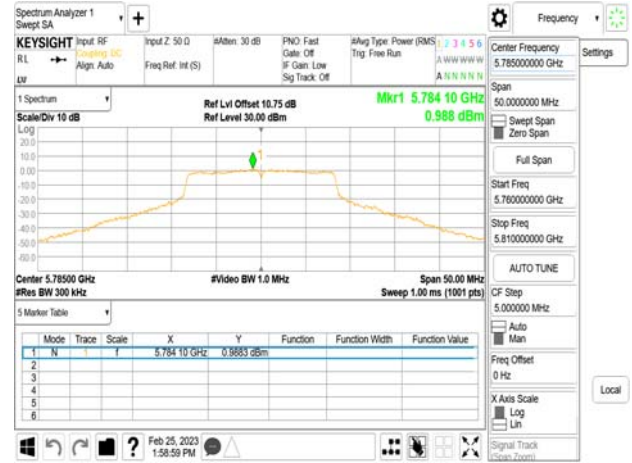 Spectrum Analyzer 1
Swept SA
Frequency
KEYSIGHT
Input: RF
Input Z: 50 Ω
#Atten: 30 dB
PNO: Fast
#Avg Type: Power (RMS
1 2 3 4 5 6
RL
Coupling: DC
Gate: Off
Trig: Free Run
A WW WW W
Align: Auto
Freq Ref: Int (S)
IF Gain: Low
Sig Track: Off
A N N N N N
Center Frequency
5.785000000 GHz
Settings
Span
50.0000000 MHz
Swept Span
Zero Span
Full Span
Start Freq
5.760000000 GHz
Stop Freq
5.810000000 GHz
AUTO TUNE
CF Step
5.000000 MHz
Auto
Man
Freq Offset
0 Hz
X Axis Scale
Log
Lin
Signal Track
(Span Zoom)
Local
1 Spectrum
Ref Lvl Offset 10.75 dB
Mkr1 5.784 10 GHz
Scale/Div 10 dB
Ref Level 30.00 dBm
0.988 dBm
Log
20.0
10.0
0.00
-10.0
-20.0
-30.0
-40.0
-50.0
-60.0
1
Center 5.78500 GHz
#Video BW 1.0 MHz
Span 50.00 MHz
#Res BW 300 kHz
Sweep 1.00 ms (1001 pts)
5 Marker Table
Mode Trace Scale X Y Function Function Width Function Value
1 N 1 f 5.784 10 GHz 0.9883 dBm
2
3
4
5
6
?
Feb 25, 2023
1:58:59 PM